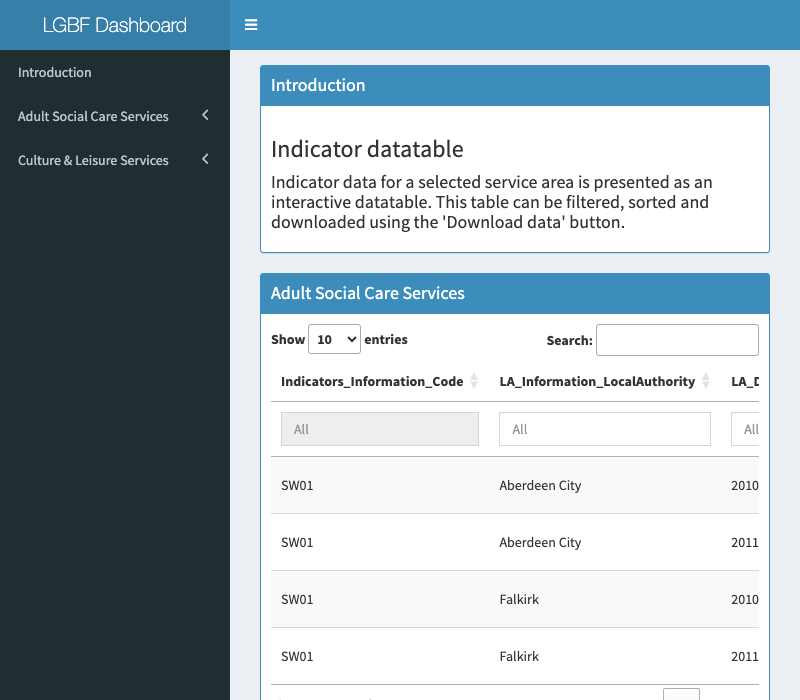 LGBF Dashboard
Introduction
Adult Social Care Services
Culture & Leisure Services
Introduction
Indicator datatable
Indicator data for a selected service area is presented as an
interactive datatable. This table can be filtered, sorted and
downloaded using the 'Download data' button.
Adult Social Care Services
Show 10 entries Search:
Indicators_Information_Code LA_Information_LocalAuthority
All All All
SW01 Aberdeen City 2010
SW01 Aberdeen City 2011
SW01 Falkirk 2010
SW01 Falkirk 2011